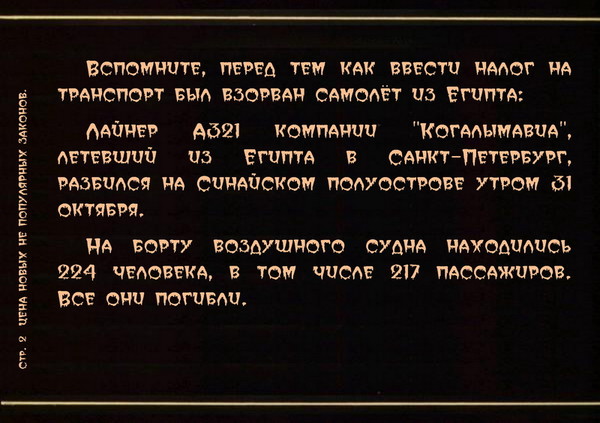 Вспомните, перед тем как ввести налог на
транспорт был взорван самолёт из Египта:
Лайнер А321 компании "Когалымавиа",
летевший из Египта в Санкт-Петербург,
разбился на Синайском полуострове утром 31
октября.
На борту воздушного судна находились
224 человека, в том числе 217 пассажиров.
Все они погибли.
стр. 2 цена новых не популярных законов.